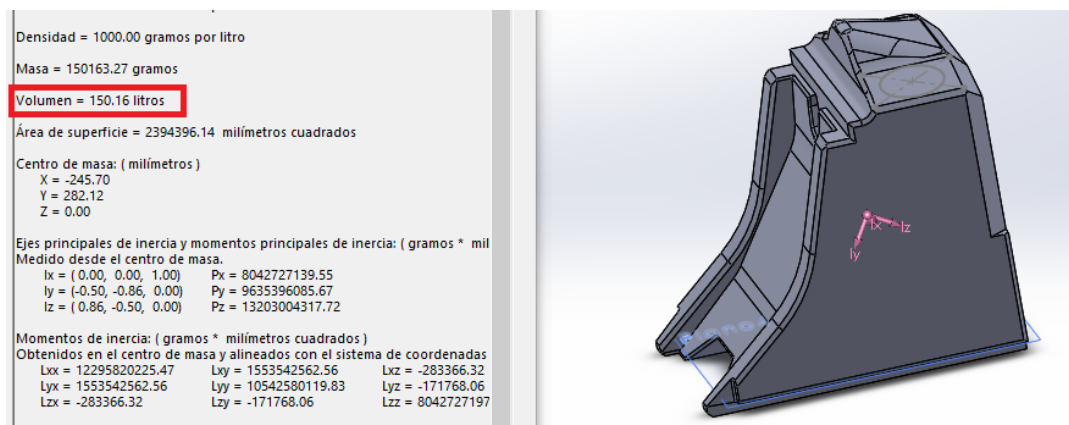 Densidad = 1000.00 gramos por litro
Masa = 150163.27 gramos
Volumen = 150.16 litros
Área de superficie = 2394396.14 milímetros cuadrados
Centro de masa: ( milímetros )
X = -245.70
Y = 282.12
Z = 0.00
Ejes principales de inercia y momentos principales de inercia: ( gramos * mil
Medido desde el centro de masa.
Ix = ( 0.00, 0.00, 1.00) Px = 8042727139.55
Iy = (-0.50, -0.86, 0.00) Py = 9635396085.67
Iz = ( 0.86, -0.50, 0.00) Pz = 13203004317.72
Momentos de inercia: ( gramos * milímetros cuadrados )
Obtenidos en el centro de masa y alineados con el sistema de coordenadas
Lxx = 12295820225.47 Lxy = 1553542562.56 Lxz = -283366.32
Lyx = 1553542562.56 Lyy = 10542580119.83 Lyz = -171768.06
Lzx = -283366.32 Lzy = -171768.06 Lzz = 8042727197
Ix Iz
Iy